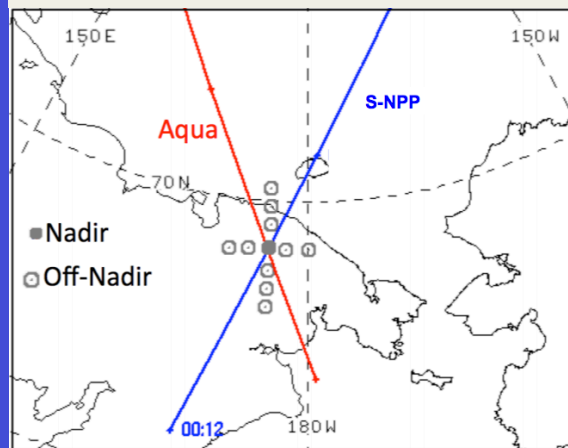 150E
150W
S-NPP
Aqua
70N
Nadir
Off-Nadir
00:12
180W